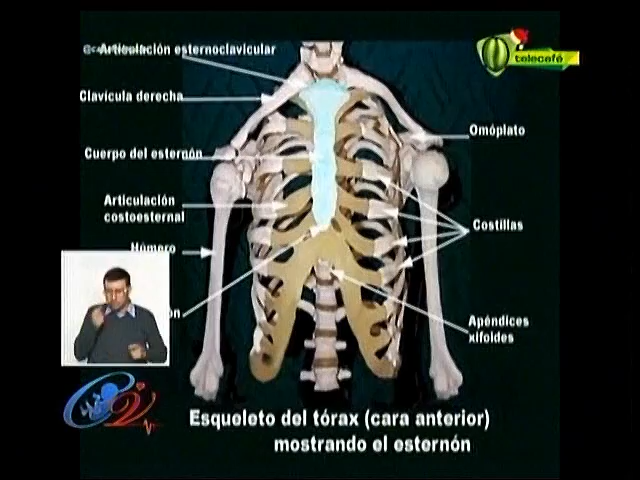 Articulación esternoclavicular
telecafé
Clavícula derecha
Omóplato
Cuerpo del esternón
Articulación
costoesternal
Costillas
Húmero
Apéndices
xifoides
Esqueleto del tórax (cara anterior)
mostrando el esternón